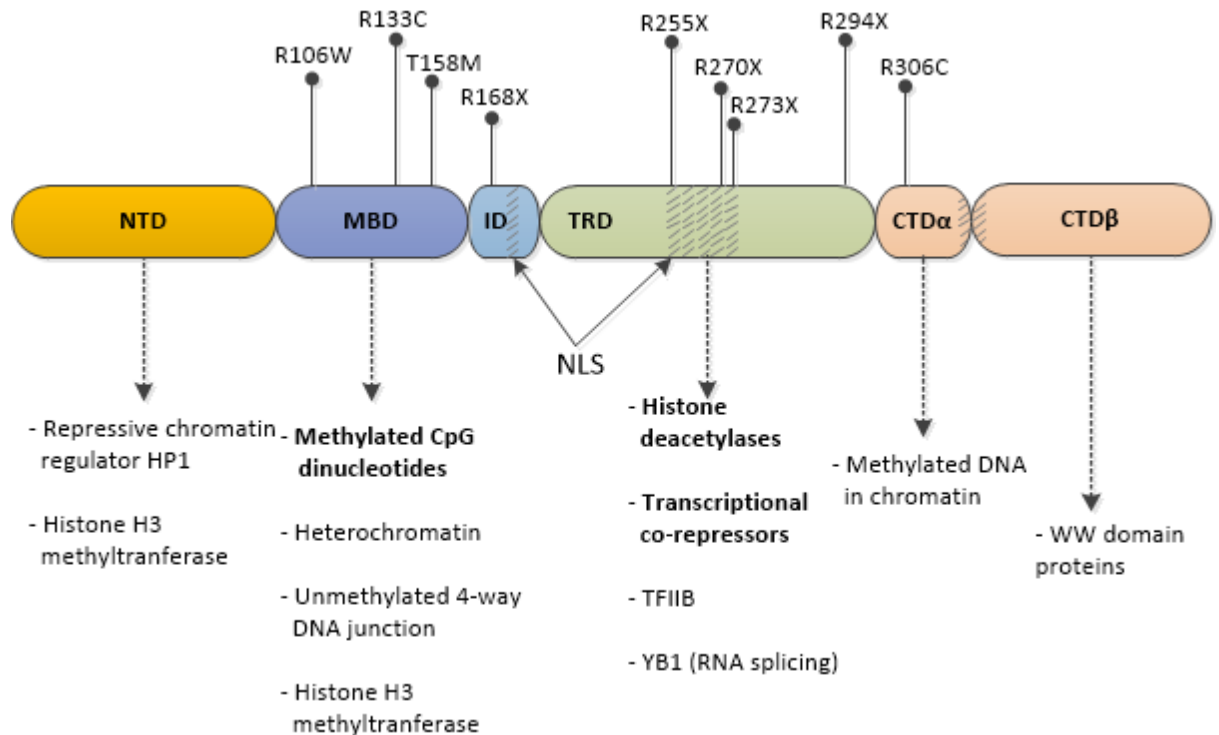 R106W
R133C
T158M
R168X
R255X
R270X
R273X
R294X
R306C
NTD
MBD
ID
TRD
CTDα
CTDβ
NLS
- Repressive chromatin
regulator HP1
- Histone H3
methyltranferase
- Methylated CpG
dinucleotides
- Heterochromatin
- Unmethylated 4-way
DNA junction
- Histone H3
methyltranferase
- Histone
deacetylases
- Transcriptional
co-repressors
- TFIIB
- YB1 (RNA splicing)
- Methylated DNA
in chromatin
- WW domain
proteins